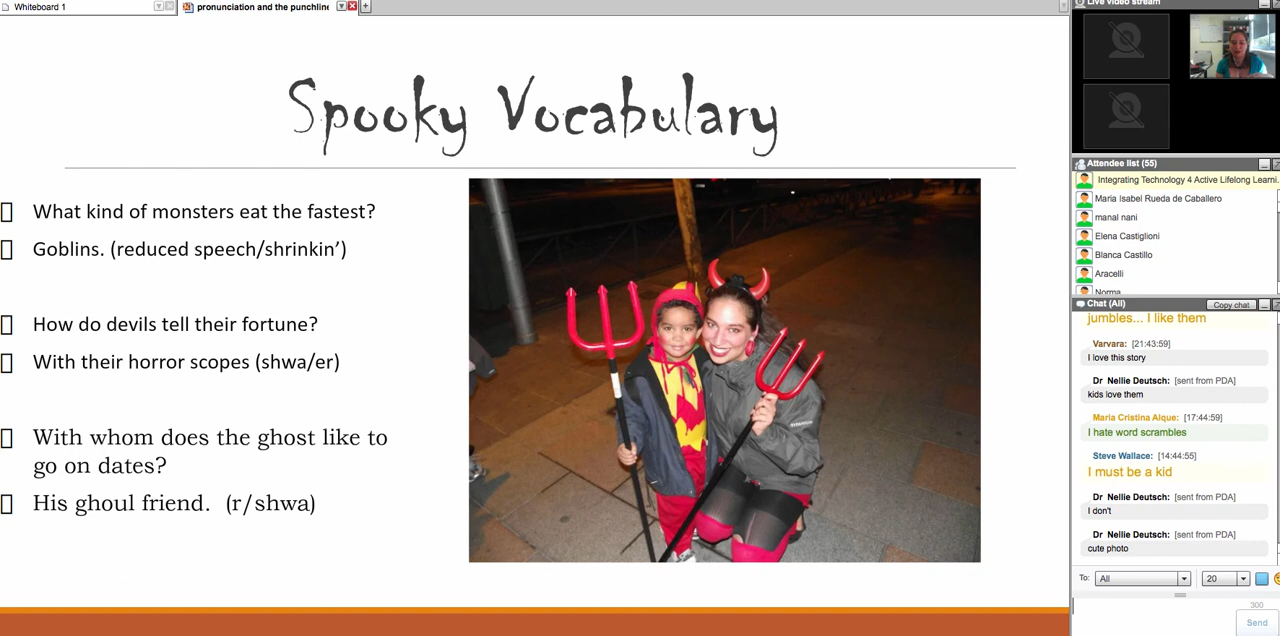 Whiteboard 1
pronunciation and the punchline
Spooky Vocabulary
What kind of monsters eat the fastest?
Goblins. (reduced speech/shrinkin’)
How do devils tell their fortune?
With their horror scopes (shwa/er)
With whom does the ghost like to
go on dates?
His ghoul friend. (r/shwa)
Live video stream
Attendee list (55)
Integrating Technology 4 Active Lifelong Learni.
Maria Isabel Rueda de Caballero
manal nani
Elena Castiglioni
Blanca Castillo
Aracelli
Norma
Chat (All)
Copy chat
jumbles... I like them
Varvara: [21:43:59]
I love this story
Dr Nellie Deutsch: [sent from PDA]
kids love them
Maria Cristina Alque: [17:44:59]
I hate word scrambles
Steve Wallace: [14:44:55]
I must be a kid
Dr Nellie Deutsch: [sent from PDA]
I don't
Dr Nellie Deutsch: [sent from PDA]
cute photo
To: All 20
300
Send